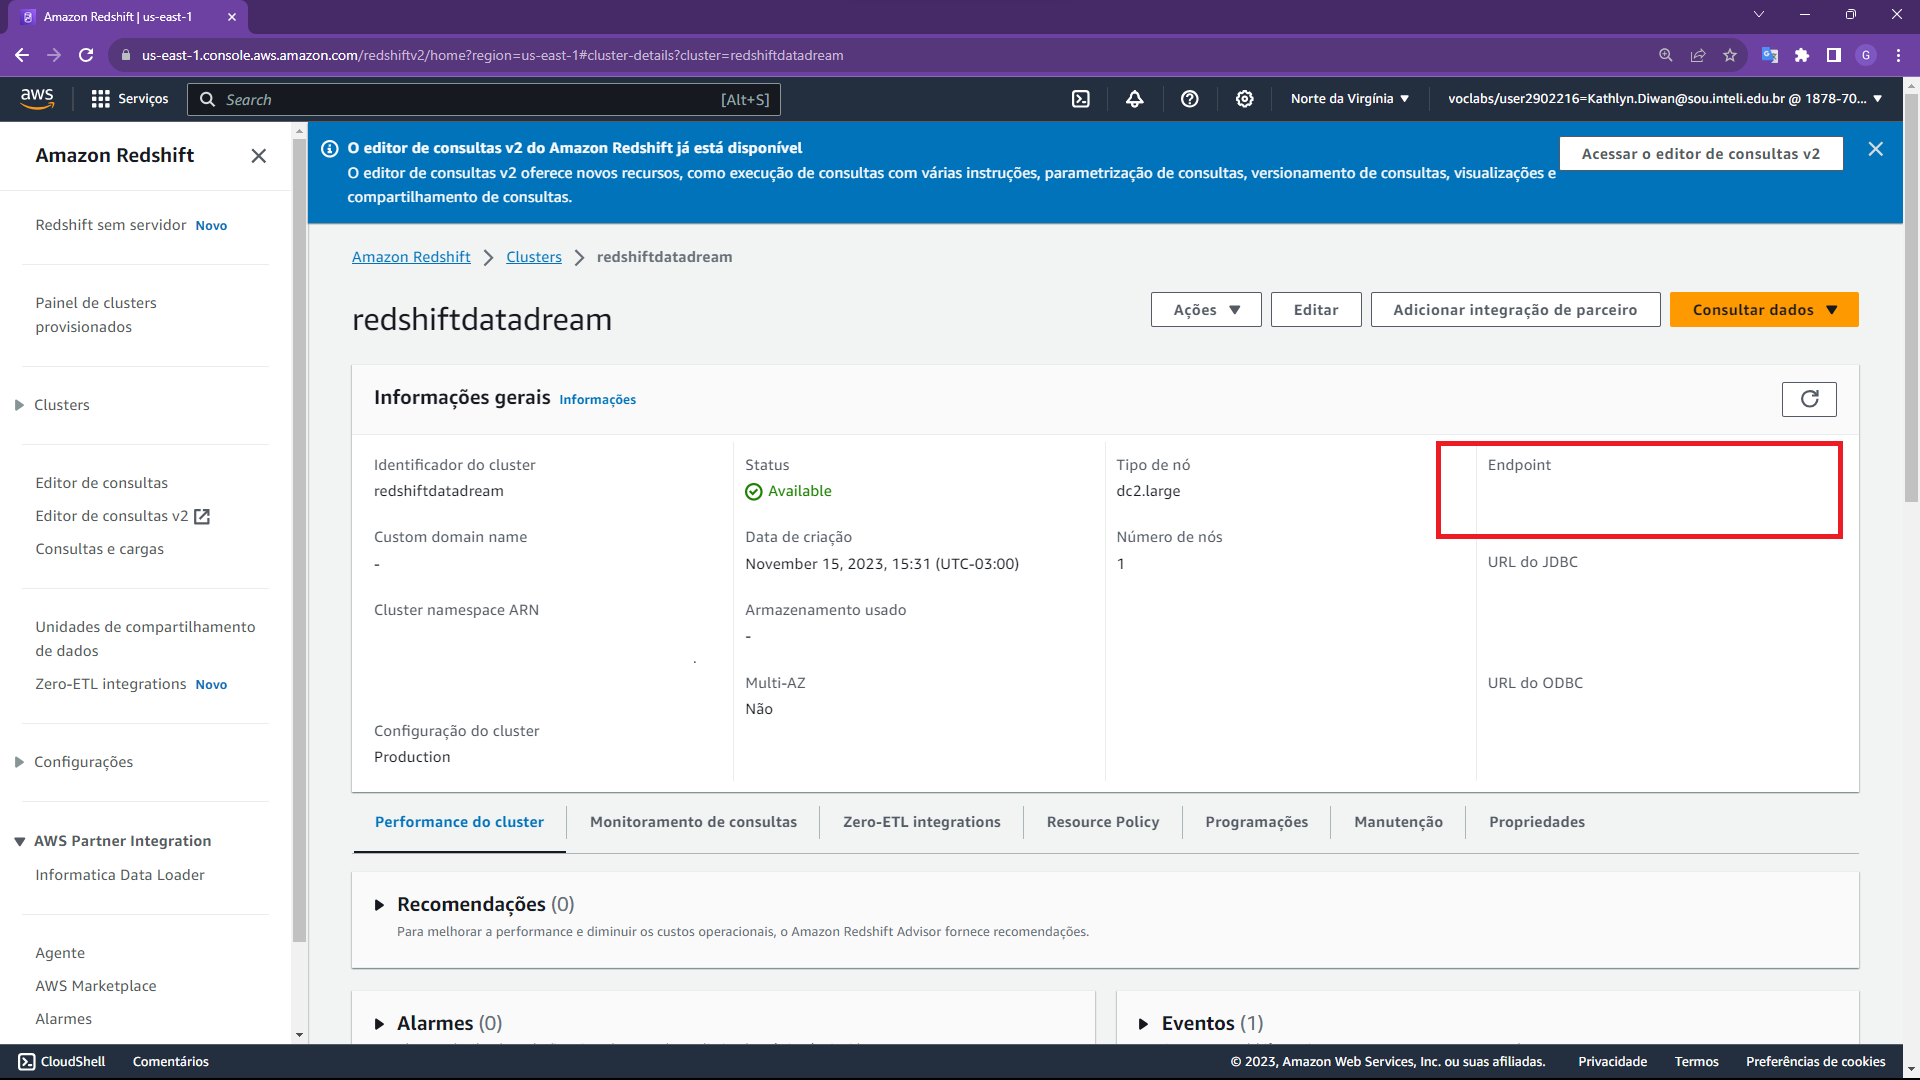 Amazon Redshift | us-east-1
us-east-1.console.aws.amazon.com/redshiftv2/home?region=us-east-1#cluster-details?cluster=redshiftdatadream
G
aws
Serviços
Search
[Alt+S]
Norte da Virgínia
voclabs/user2902216=Kathlyn.Diwan@sou.inteli.edu.br @ 1878-70...
Amazon Redshift
Redshift sem servidor Novo
Painel de clusters
provisionados
Clusters
Editor de consultas
Editor de consultas v2
Consultas e cargas
Unidades de compartilhamento
de dados
Zero-ETL integrations Novo
Configurações
AWS Partner Integration
Informatica Data Loader
Agente
AWS Marketplace
Alarmes
O editor de consultas v2 do Amazon Redshift já está disponível
O editor de consultas v2 oferece novos recursos, como execução de consultas com várias instruções, parametrização de consultas, versionamento de consultas, visualizações e
compartilhamento de consultas.
Acessar o editor de consultas v2
Amazon Redshift
Clusters
redshiftdatadream
redshiftdatadream
Ações
Editar
Adicionar integração de parceiro
Consultar dados
Informações gerais Informações
Identificador do cluster
redshiftdatadream
Custom domain name
-
Cluster namespace ARN
Configuração do cluster
Production
Status
Available
Data de criação
November 15, 2023, 15:31 (UTC-03:00)
Armazenamento usado
-
Multi-AZ
Não
Tipo de nó
dc2.large
Número de nós
1
Endpoint
URL do JDBC
URL do ODBC
Performance do cluster
Monitoramento de consultas
Zero-ETL integrations
Resource Policy
Programações
Manutenção
Propriedades
Recomendações (0)
Para melhorar a performance e diminuir os custos operacionais, o Amazon Redshift Advisor fornece recomendações.
Alarmes (0)
Eventos (1)
CloudShell
Comentários
© 2023, Amazon Web Services, Inc. ou suas afiliadas.
Privacidade
Termos
Preferências de cookies